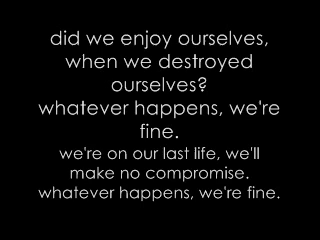 did we enjoy ourselves,
when we destroyed
ourselves?
whatever happens, we're
fine.
we're on our last life, we'll
make no compromise.
whatever happens, we're fine.